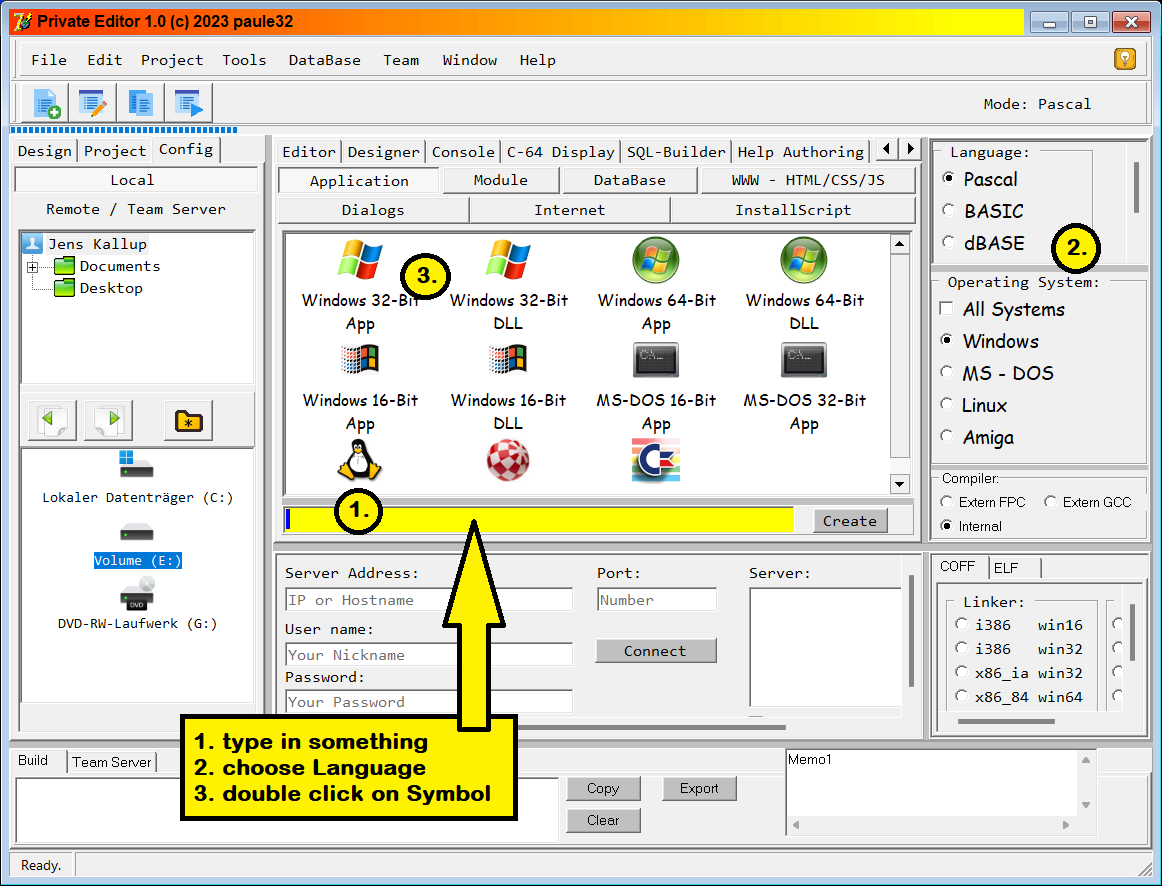 Private Editor 1.0 (c) 2023 paule32
File Edit Project Tools DataBase Team Window Help
Mode: Pascal
Design Project Config
Local
Remote / Team Server
Jens Kallup
Documents
Desktop
Lokaler Datenträger (C:)
Volume (E:)
DVD
DVD-RW-Laufwerk (G:)
Editor Designer Console C-64 Display SQL-Builder Help Authoring
Application Module DataBase WWW - HTML/CSS/JS
Dialogs Internet InstallScript
3.
Windows 32-Bit App
Windows 32-Bit DLL
Windows 64-Bit App
Windows 64-Bit DLL
C:\...
C:\...
Windows 16-Bit App
Windows 16-Bit DLL
MS-DOS 16-Bit App
MS-DOS 32-Bit App
1.
Create
Language:
Pascal
BASIC
dBASE
2.
Operating System:
All Systems
Windows
MS - DOS
Linux
Amiga
Compiler:
Extern FPC Extern GCC
Internal
Server Address:
IP or Hostname
User name:
Your Nickname
Password:
Your Password
Port:
Number
Connect
Server:
COFF ELF
Linker:
i386 win16
i386 win32
x86_ia win32
x86_84 win64
1. type in something
2. choose Language
3. double click on Symbol
Build Team Server
Copy Export
Clear
Memo1
Ready.